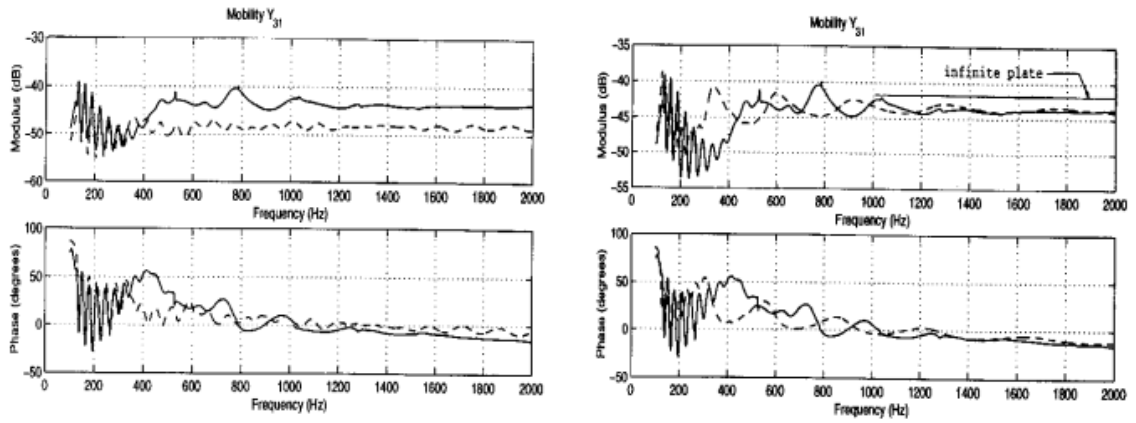 Mobility Y31
−30
−40
−50
−60
Modulus (dB)
0 200 400 600 800 1000 1200 1400 1600 1800 2000
Frequency (Hz)
100
50
0
−50
Phase (degrees)
0 200 400 600 800 1000 1200 1400 1600 1800 2000
Frequency (Hz)
Mobility Y31
−35
−40
−45
−50
−55
Modulus (dB)
infinite plate
0 200 400 600 800 1000 1200 1400 1600 1800 2000
Frequency (Hz)
100
50
0
−50
Phase (degrees)
0 200 400 600 800 1000 1200 1400 1600 1800 2000
Frequency (Hz)